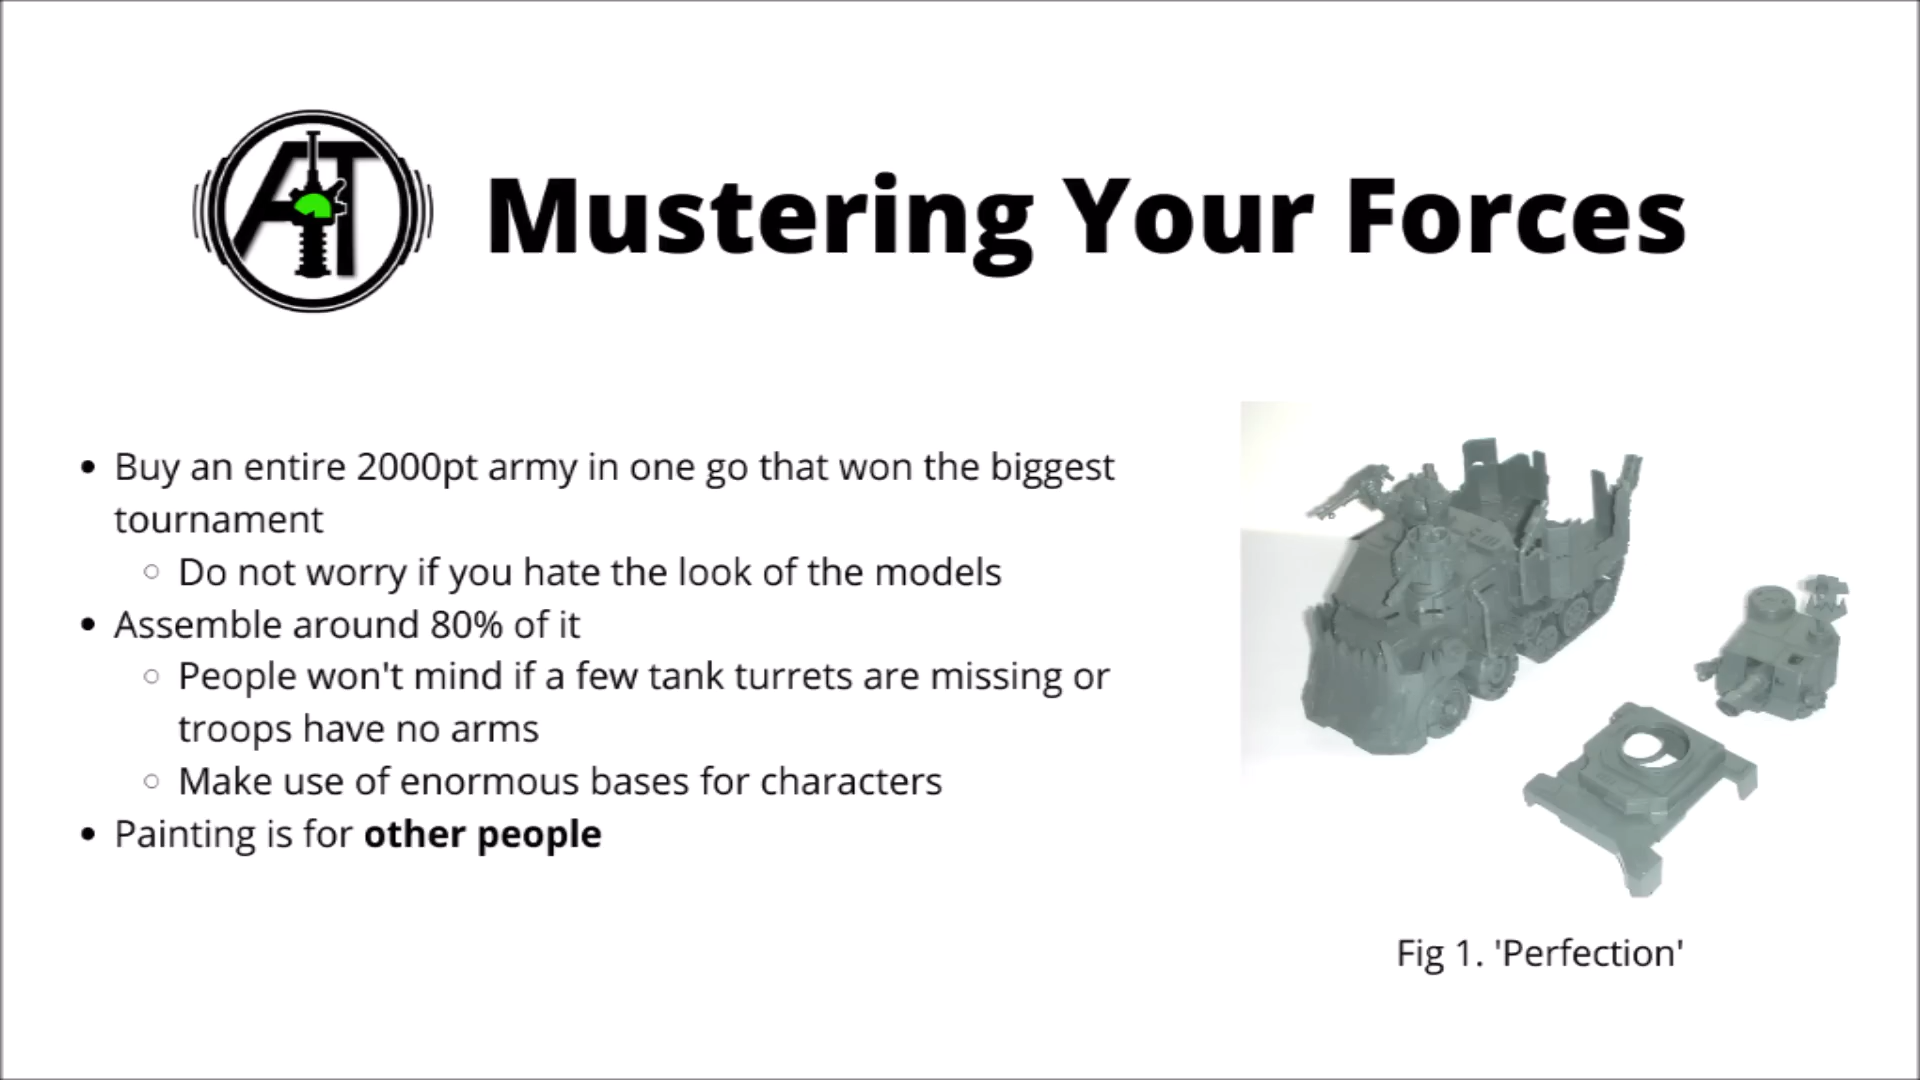 AT
Mustering Your Forces
• Buy an entire 2000pt army in one go that won the biggest
tournament
○ Do not worry if you hate the look of the models
• Assemble around 80% of it
○ People won't mind if a few tank turrets are missing or
troops have no arms
○ Make use of enormous bases for characters
• Painting is for other people
Fig 1. 'Perfection'